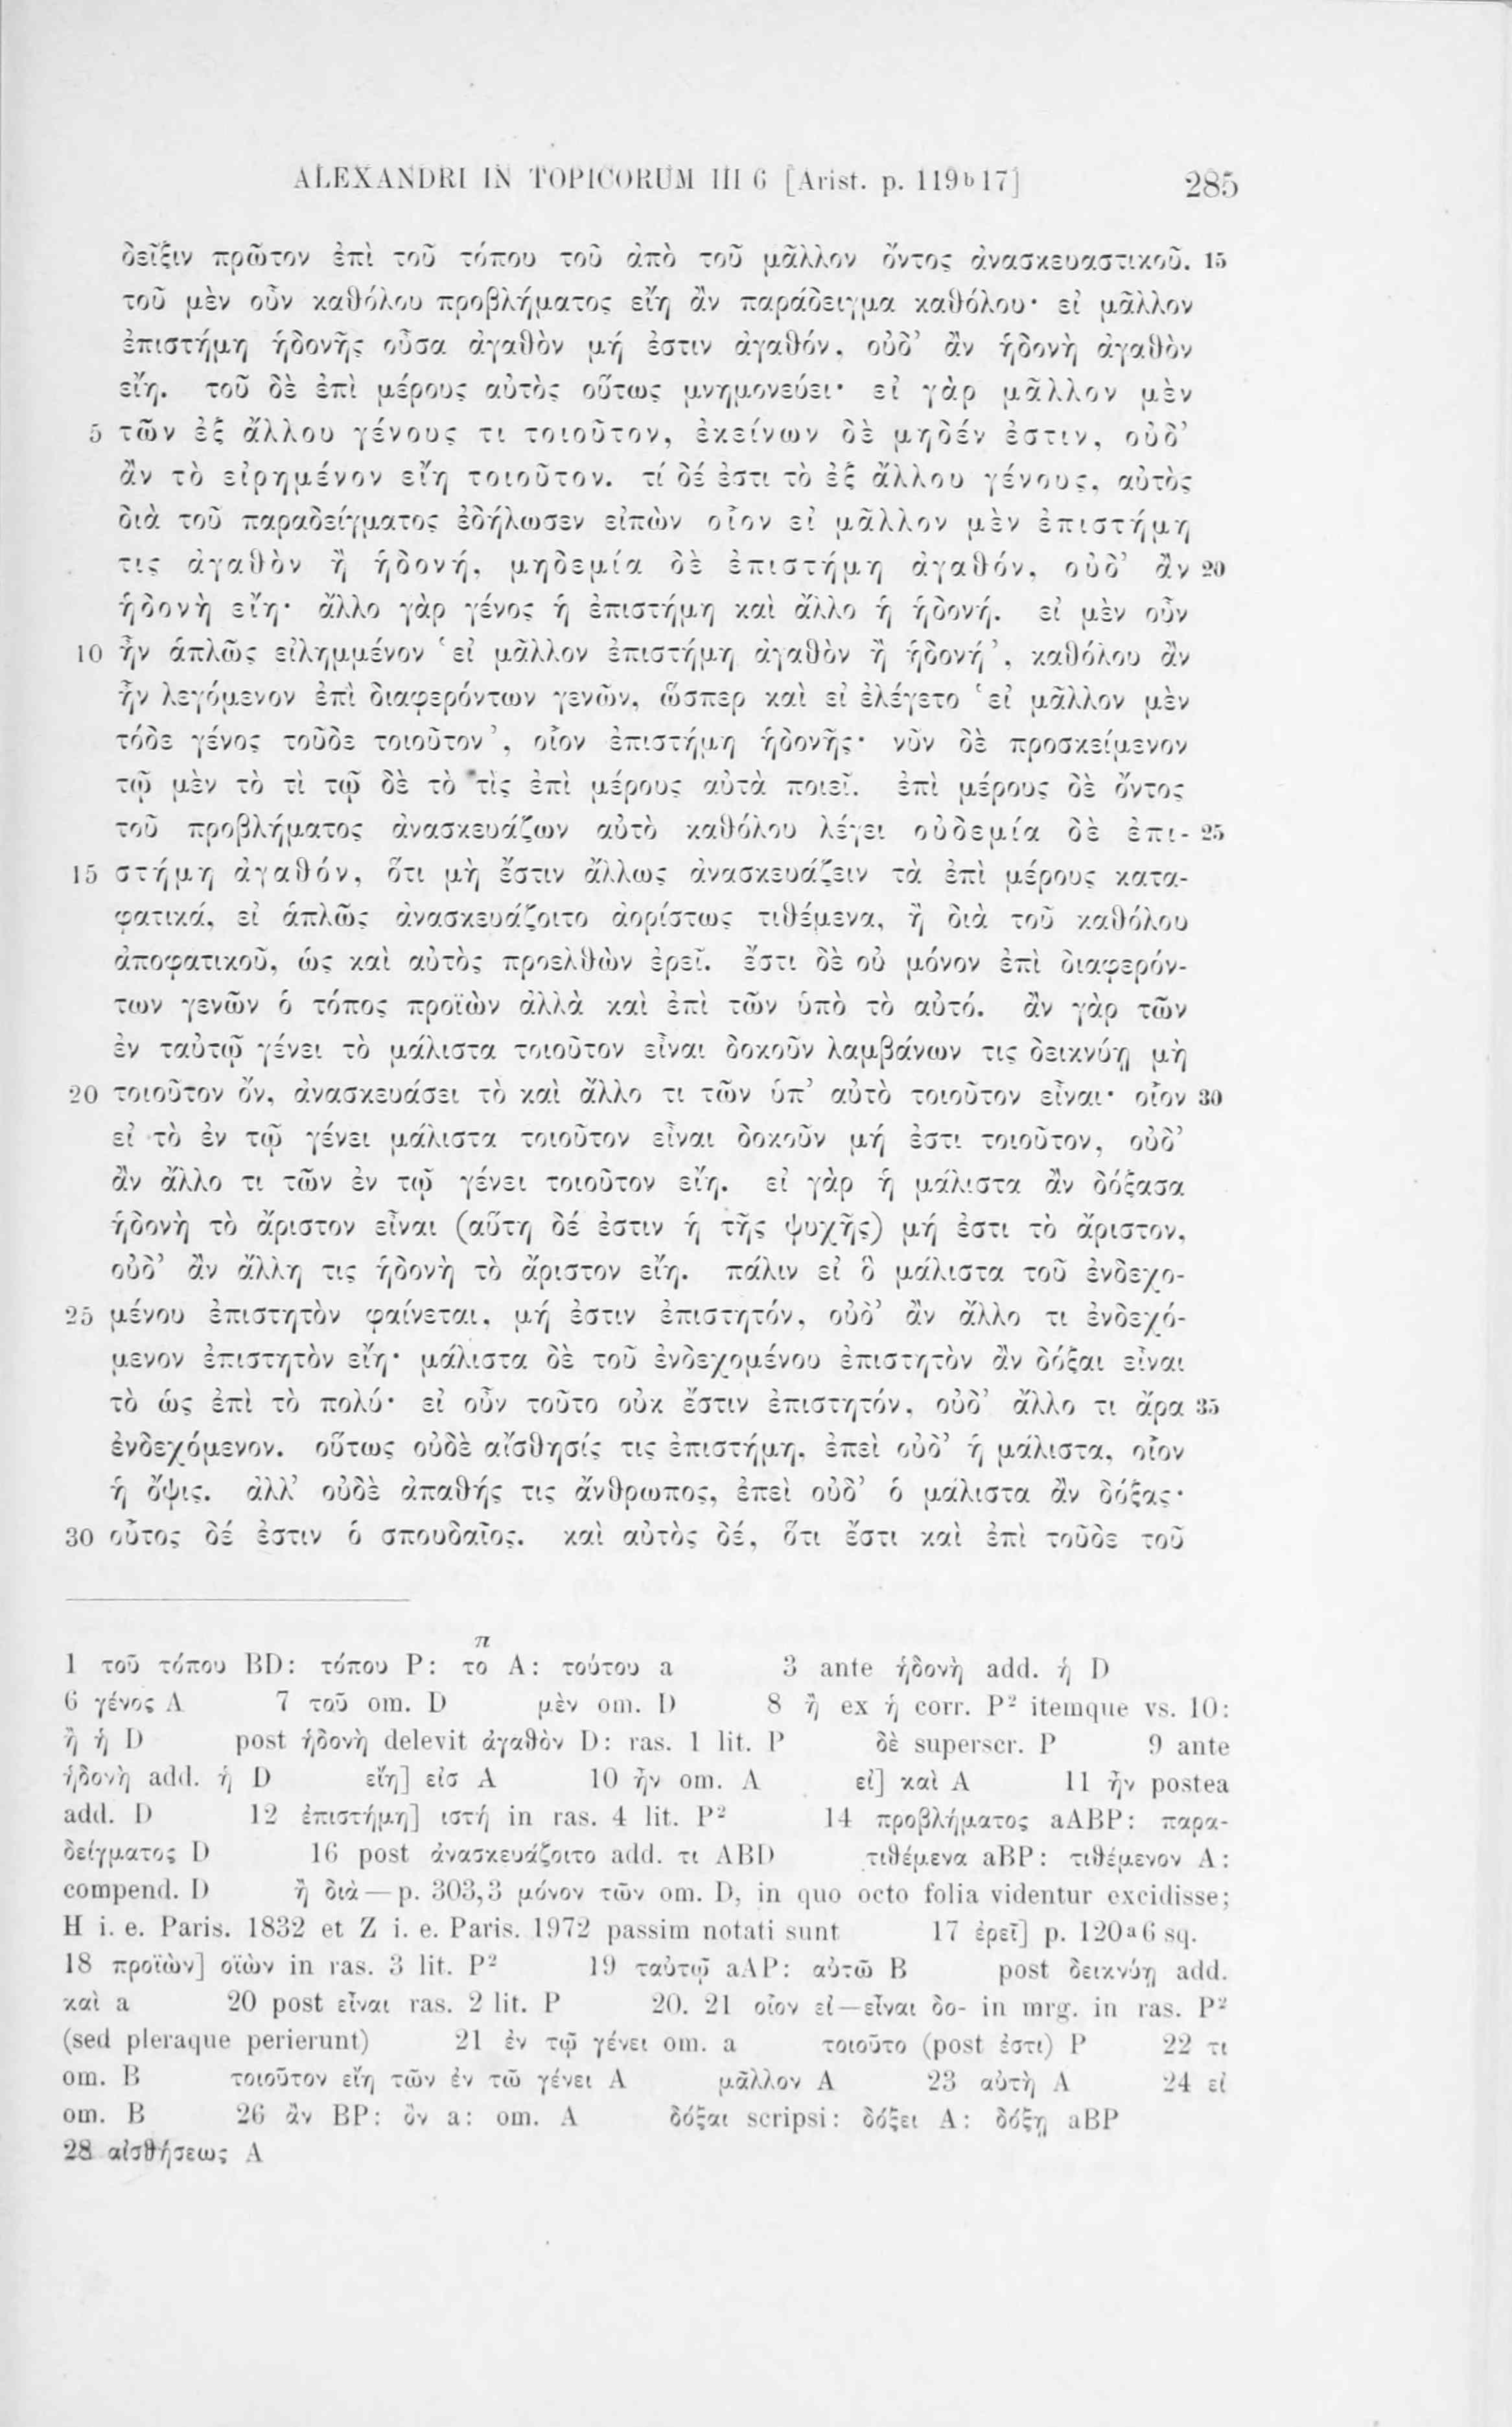 ALEXANDRI IN TOPICORUM III 6 [Arist. p. 119ᵇ17] 285
δεῖξιν πρῶτον ἐπὶ τοῦ τόπου τοῦ ἀπὸ τοῦ μᾶλλον ὄντος ἀνασκευαστικοῦ. 15
τοῦ μὲν οὖν καθόλου προβλήματος εἴη ἂν παράδειγμα καθόλου· εἰ μᾶλλον
ἐπιστήμη ἡδονῆς οὖσα ἀγαθὸν μή ἐστιν ἀγαθόν, οὐδ’ ἂν ἡδονὴ ἀγαθὸν
εἴη. τοῦ δὲ ἐπὶ μέρους αὐτὸς οὕτως μνημονεύει· εἰ γὰρ μᾶλλον μὲν
5 τῶν ἐξ ἄλλου γένους τι τοιοῦτον, ἐκείνων δὲ μηδέν ἐστιν, οὐδ’
ἂν τὸ εἰρημένον εἴη τοιοῦτον. τί δέ ἐστι τὸ ἐξ ἄλλου γένους, αὐτὸς
διὰ τοῦ παραδείγματος ἐδήλωσεν εἰπὼν οἷον εἰ μᾶλλον μὲν ἐπιστήμη
τις ἀγαθὸν ἢ ἡδονή, μηδεμία δὲ ἐπιστήμη ἀγαθόν, οὐδ’ ἂν 20
ἡδονὴ εἴη· ἄλλο γὰρ γένος ἡ ἐπιστήμη καὶ ἄλλο ἡ ἡδονή. εἰ μὲν οὖν
10 ἦν ἁπλῶς εἰλημμένον ‘εἰ μᾶλλον ἐπιστήμη ἀγαθὸν ἢ ἡδονή’, καθόλου ἂν
ἦν λεγόμενον ἐπὶ διαφερόντων γενῶν, ὥσπερ καὶ εἰ ἐλέγετο ‘εἰ μᾶλλον μὲν
τόδε γένος τοῦδε τοιοῦτον’, οἷον ἐπιστήμη ἡδονῆς· νῦν δὲ προσκείμενον
τῷ μὲν τὸ τὶ τῷ δὲ τὸ τὶς ἐπὶ μέρους αὐτὰ ποιεῖ. ἐπὶ μέρους δὲ ὄντος
τοῦ προβλήματος ἀνασκευάζων αὐτὸ καθόλου λέγει οὐδεμία δὲ ἐπι- 25
15 στήμη ἀγαθόν, ὅτι μὴ ἔστιν ἄλλως ἀνασκευάζειν τὰ ἐπὶ μέρους κατα-
φατικά, εἰ ἁπλῶς ἀνασκευάζοιτο ἀορίστως τιθέμενα, ἢ διὰ τοῦ καθόλου
ἀποφατικοῦ, ὡς καὶ αὐτὸς προελθὼν ἐρεῖ. ἔστι δὲ οὐ μόνον ἐπὶ διαφερόν-
των γενῶν ὁ τόπος προϊὼν ἀλλὰ καὶ ἐπὶ τῶν ὑπὸ τὸ αὐτό. ἂν γὰρ τῶν
ἐν ταὐτῷ γένει τὸ μάλιστα τοιοῦτον εἶναι δοκοῦν λαμβάνων τις δεικνύῃ μὴ
20 τοιοῦτον ὄν, ἀνασκευάσει τὸ καὶ ἄλλο τι τῶν ὑπ’ αὐτὸ τοιοῦτον εἶναι· οἷον 30
εἰ τὸ ἐν τῷ γένει μάλιστα τοιοῦτον εἶναι δοκοῦν μή ἐστι τοιοῦτον, οὐδ’
ἂν ἄλλο τι τῶν ἐν τῷ γένει τοιοῦτον εἴη. εἰ γὰρ ἡ μάλιστα ἂν δόξασα
ἡδονὴ τὸ ἄριστον εἶναι (αὕτη δέ ἐστιν ἡ τῆς ψυχῆς) μή ἐστι τὸ ἄριστον,
οὐδ’ ἂν ἄλλη τις ἡδονὴ τὸ ἄριστον εἴη. πάλιν εἰ ὃ μάλιστα τοῦ ἐνδεχο-
25 μένου ἐπιστητὸν φαίνεται, μή ἐστιν ἐπιστητόν, οὐδ’ ἂν ἄλλο τι ἐνδεχό-
μενον ἐπιστητὸν εἴη· μάλιστα δὲ τοῦ ἐνδεχομένου ἐπιστητὸν ἂν δόξαι εἶναι
τὸ ὡς ἐπὶ τὸ πολύ· εἰ οὖν τοῦτο οὐκ ἔστιν ἐπιστητόν, οὐδ’ ἄλλο τι ἄρα 35
ἐνδεχόμενον. οὕτως οὐδὲ αἴσθησίς τις ἐπιστήμη, ἐπεὶ οὐδ’ ἡ μάλιστα, οἷον
ἡ ὄψις. ἀλλ’ οὐδὲ ἀπαθής τις ἄνθρωπος, ἐπεὶ οὐδ’ ὁ μάλιστα ἂν δόξας·
30 οὗτος δέ ἐστιν ὁ σπουδαῖος. καὶ αὐτὸς δέ, ὅτι ἔστι καὶ ἐπὶ τοῦδε τοῦ
π
1 τοῦ τόπου BD: τόπου P: το A: τούτου a 3 ante ἡδονὴ add. ἡ D
6 γένος A 7 τοῦ om. D μὲν om. D 8 ἢ ex ἡ corr. P² itemque vs. 10:
ἢ ἡ D post ἡδονὴ delevit ἀγαθὸν D: ras. 1 lit. P δὲ superscr. P 9 ante
ἡδονὴ add. ἡ D εἴη] εἰσ A 10 ἦν om. A εἰ] καὶ A 11 ἦν postea
add. D 12 ἐπιστήμη] ιστή in ras. 4 lit. P² 14 προβλήματος aABP: παρα-
δείγματος D 16 post ἀνασκευάζοιτο add. τι ABD τιθέμενα aBP: τιθέμενον A:
compend. D ἢ διὰ — p. 303,3 μόνον τῶν om. D, in quo octo folia videntur excidisse;
H i. e. Paris. 1832 et Z i. e. Paris. 1972 passim notati sunt 17 ἐρεῖ] p. 120ᵃ6 sq.
18 προϊὼν] οϊὼν in ras. 3 lit. P² 19 ταὐτῷ aAP: αὐτῶ B post δεικνύῃ add.
καὶ a 20 post εἶναι ras. 2 lit. P 20. 21 οἷον εἰ—εἶναι δο- in mrg. in ras. P²
(sed pleraque perierunt) 21 ἐν τῷ γένει om. a τοιοῦτο (post ἐστι) P 22 τι
om. B τοιοῦτον εἴη τῶν ἐν τῶ γένει A μᾶλλον A 23 αὐτὴ A 24 εἰ
om. B 26 ἂν BP: ὂν a: om. A δόξαι scripsi: δόξει A: δόξῃ aBP
28 αἰσθήσεως A